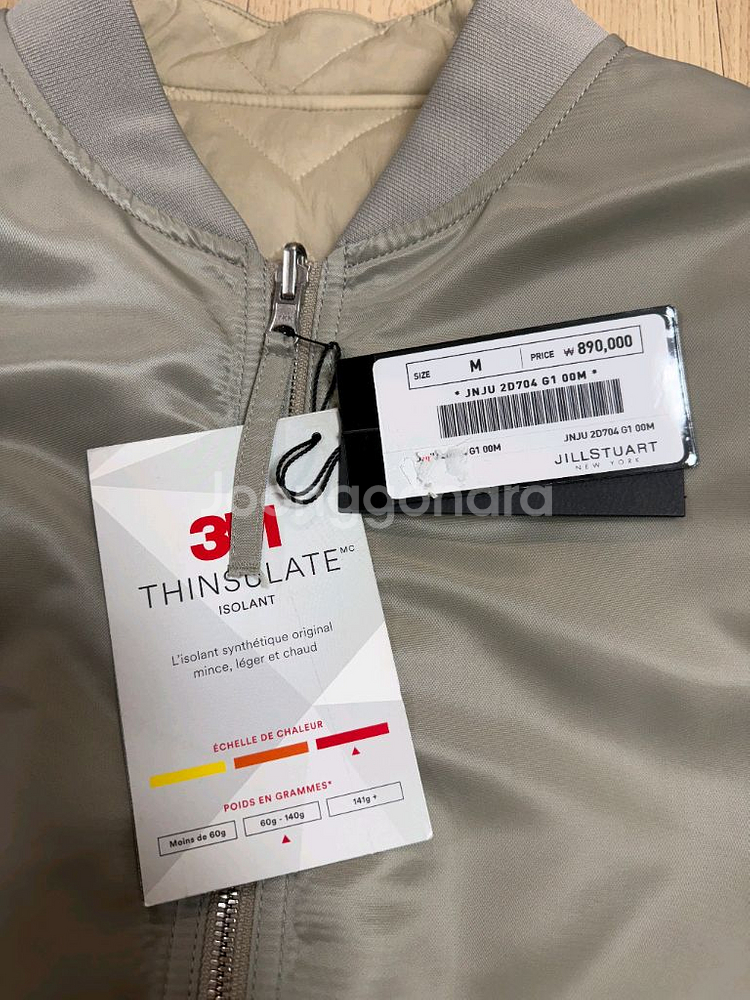 YKK
SIZE M PRICE ₩ 890,000
* JNJU 2D704 G1 00M *
G1 00M
JNJU 2D704 G1 00M
JILLSTUART
NEW YORK
Joonggonara
3M
THINSULATE MC
ISOLANT
L'isolant synthétique original
mince, léger et chaud
ÉCHELLE DE CHALEUR
POIDS EN GRAMMES*
Moins de 60g 60g - 140g 141g +